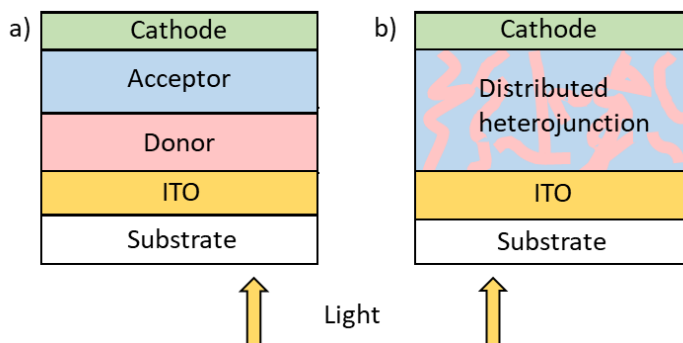 a)
Cathode
Acceptor
Donor
ITO
Substrate
b)
Cathode
Distributed
heterojunction
ITO
Substrate
Light